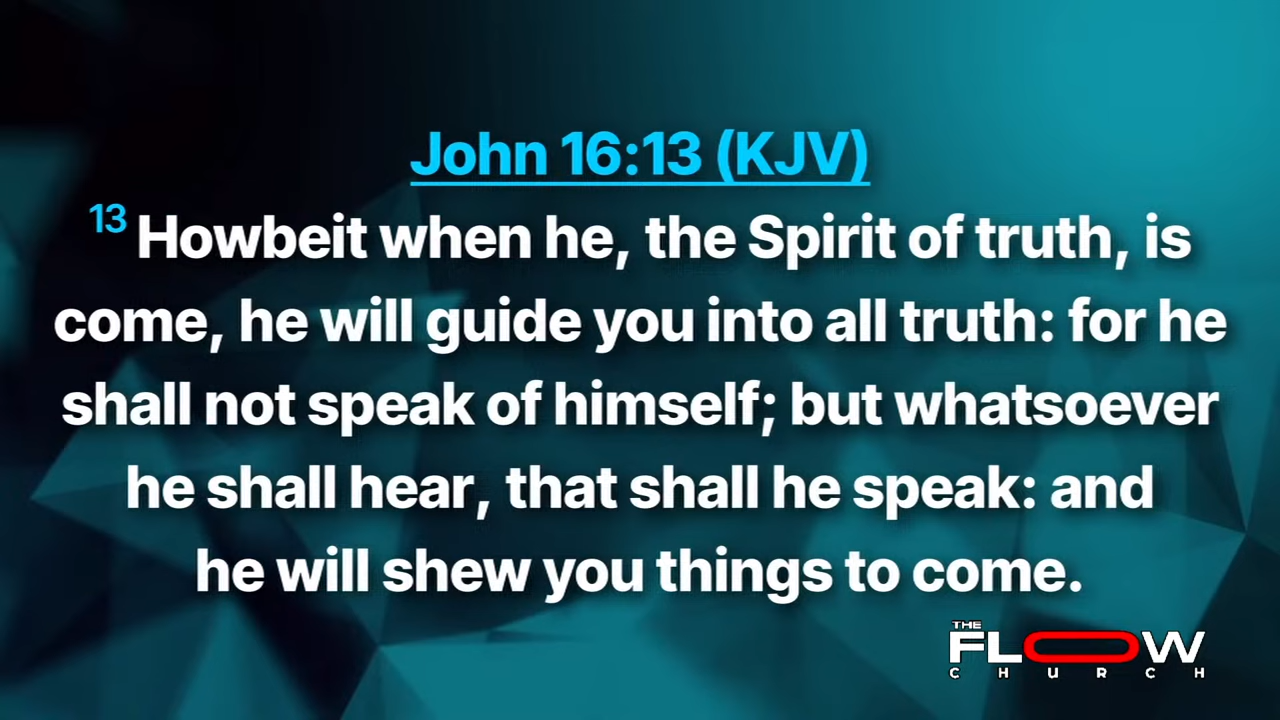 John 16:13 (KJV)
13 Howbeit when he, the Spirit of truth, is
come, he will guide you into all truth: for he
shall not speak of himself; but whatsoever
he shall hear, that shall he speak: and
he will shew you things to come.
THE
FLOW
CHURCH